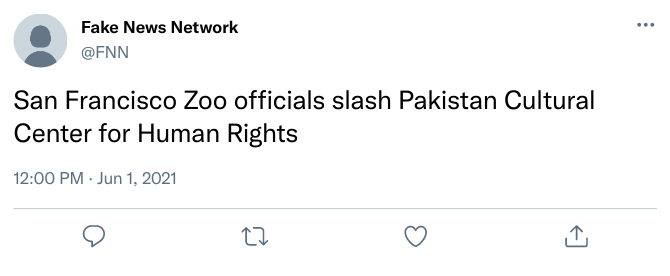 Fake News Network
@FNN
San Francisco Zoo officials slash Pakistan Cultural
Center for Human Rights
12:00 PM · Jun 1, 2021